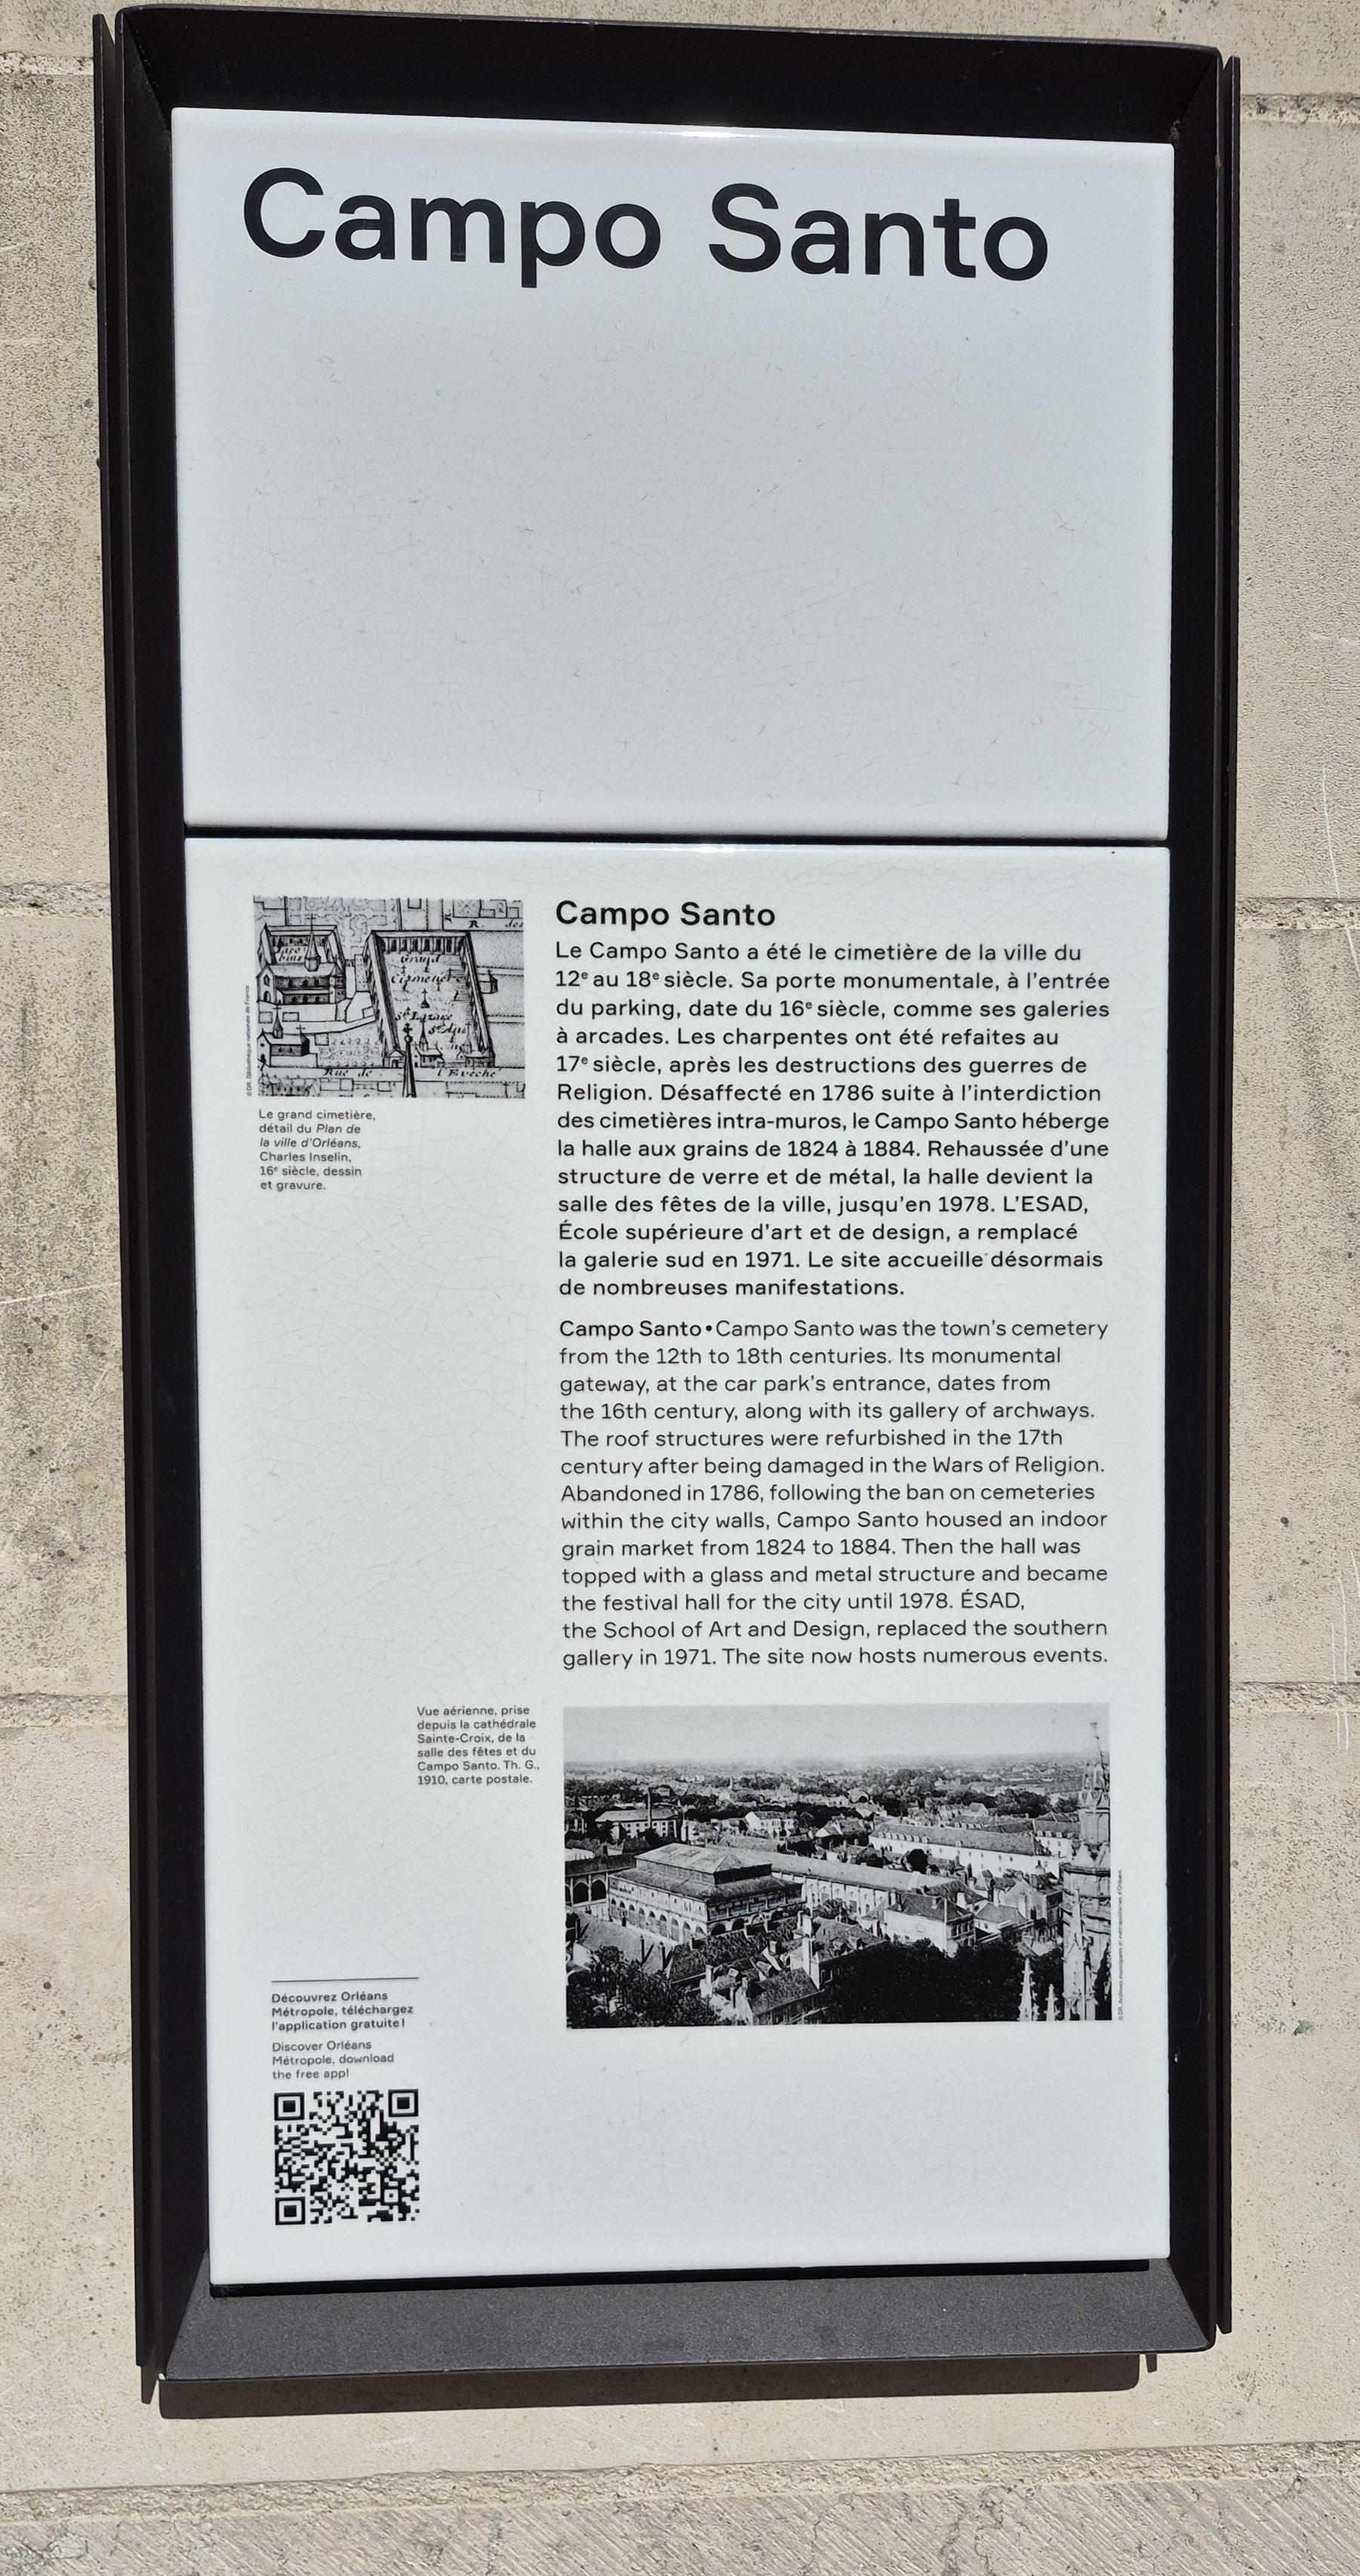 Campo Santo
Grand
Cimetiere
St Lazare
Rue de l'Eveché
Le grand cimetière,
détail du Plan de
la ville d'Orléans,
Charles Inselin,
16e siècle, dessin
et gravure.
Campo Santo
Le Campo Santo a été le cimetière de la ville du
12e au 18e siècle. Sa porte monumentale, à l'entrée
du parking, date du 16e siècle, comme ses galeries
à arcades. Les charpentes ont été refaites au
17e siècle, après les destructions des guerres de
Religion. Désaffecté en 1786 suite à l'interdiction
des cimetières intra-muros, le Campo Santo héberge
la halle aux grains de 1824 à 1884. Rehaussée d'une
structure de verre et de métal, la halle devient la
salle des fêtes de la ville, jusqu'en 1978. L'ESAD,
École supérieure d'art et de design, a remplacé
la galerie sud en 1971. Le site accueille désormais
de nombreuses manifestations.
Campo Santo•Campo Santo was the town's cemetery
from the 12th to 18th centuries. Its monumental
gateway, at the car park's entrance, dates from
the 16th century, along with its gallery of archways.
The roof structures were refurbished in the 17th
century after being damaged in the Wars of Religion.
Abandoned in 1786, following the ban on cemeteries
within the city walls, Campo Santo housed an indoor
grain market from 1824 to 1884. Then the hall was
topped with a glass and metal structure and became
the festival hall for the city until 1978. ÉSAD,
the School of Art and Design, replaced the southern
gallery in 1971. The site now hosts numerous events.
Vue aérienne, prise
depuis la cathédrale
Sainte-Croix, de la
salle des fêtes et du
Campo Santo. Th. G.,
1910, carte postale.
Découvrez Orléans
Métropole, téléchargez
l'application gratuite!
Discover Orléans
Métropole, download
the free app!